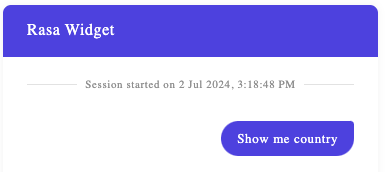 Rasa Widget
Session started on 2 Jul 2024, 3:18:48 PM
Show me country